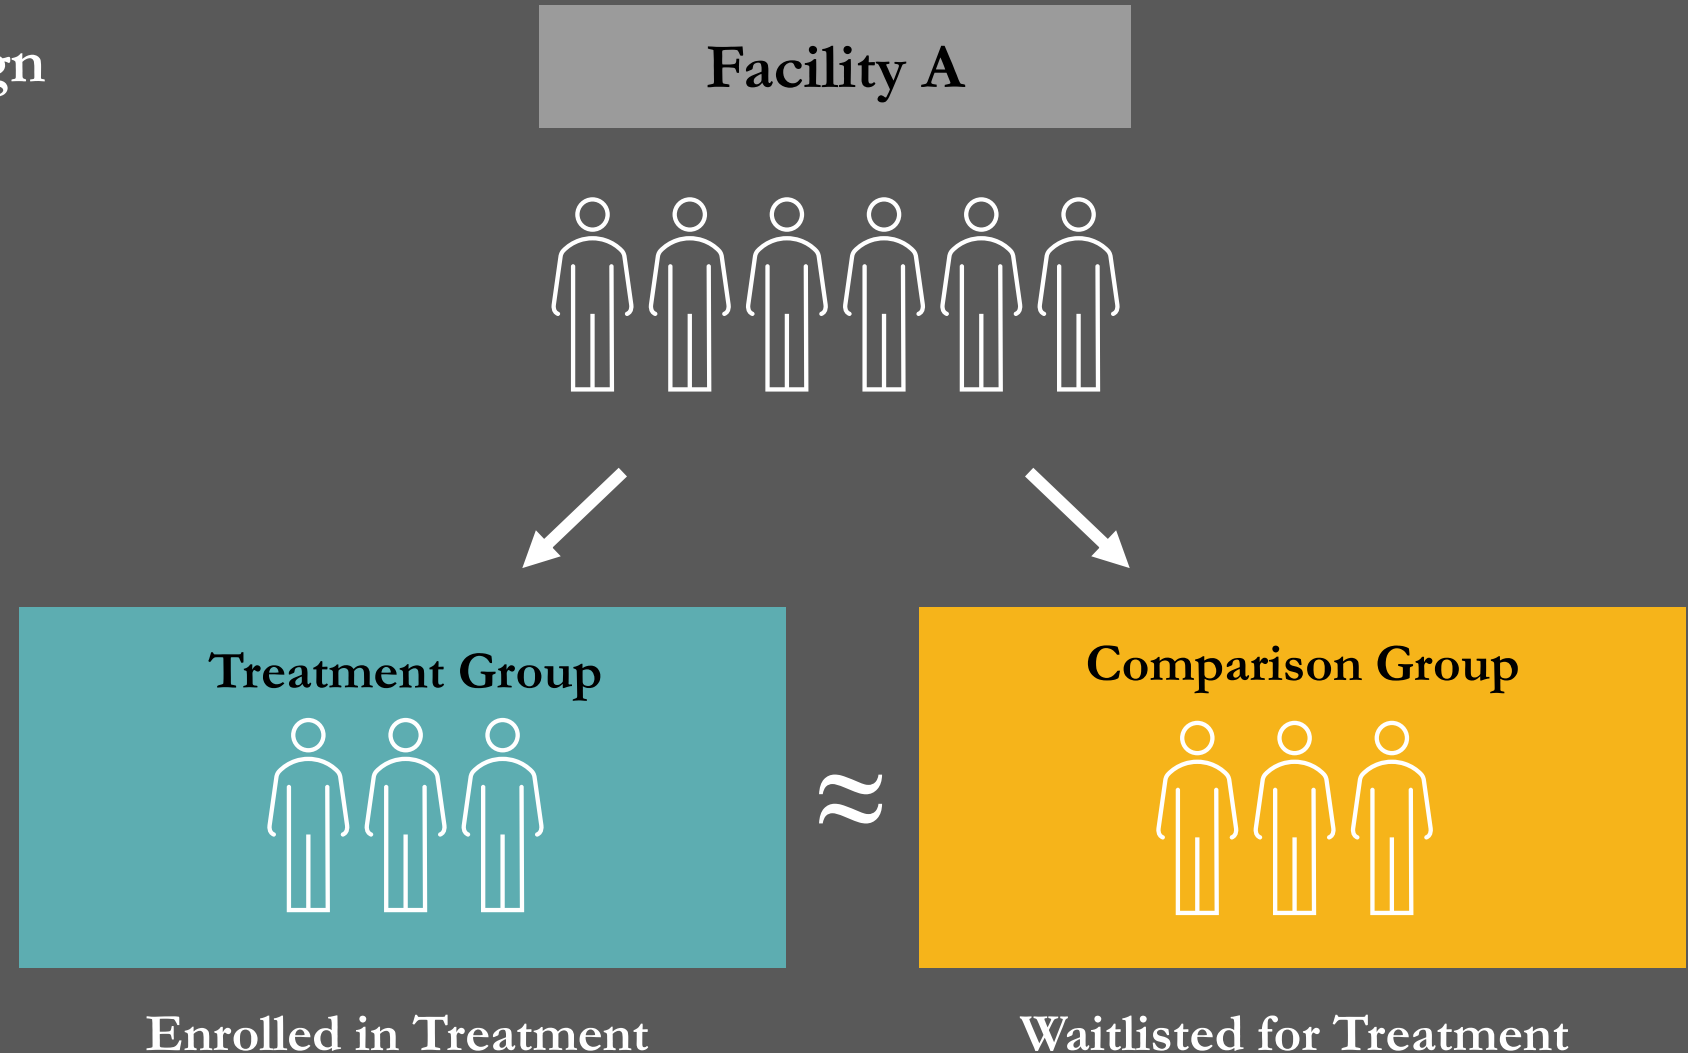 Facility A
Treatment Group
Comparison Group
≈
Enrolled in Treatment
Waitlisted for Treatment